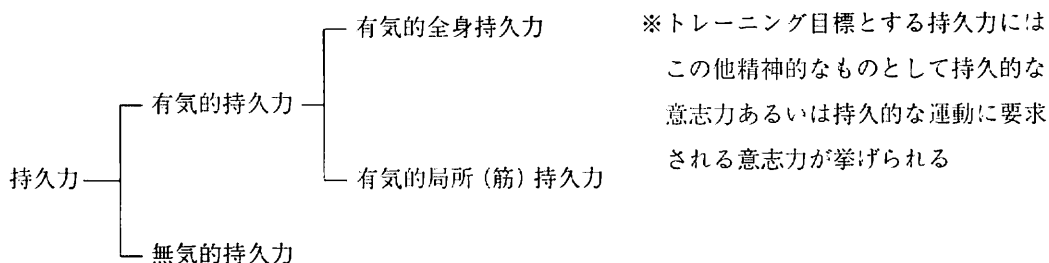 有気的全身持久力
有気的持久力
有気的局所(筋)持久力
持久力
無気的持久力
※トレーニング目標とする持久力には
この他精神的なものとして持久的な
意志力あるいは持久的な運動に要求
される意志力が挙げられる